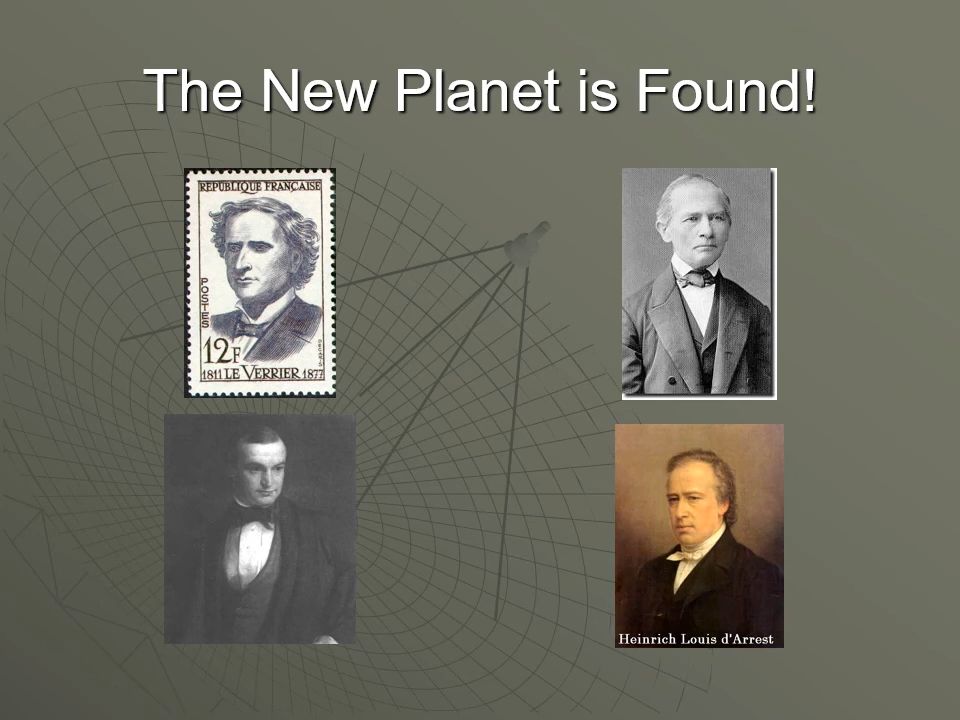 The New Planet is Found!
REPUBLIQUE FRANÇAISE
POSTES
12F
1811 LE VERRIER 1877
Heinrich Louis d'Arrest